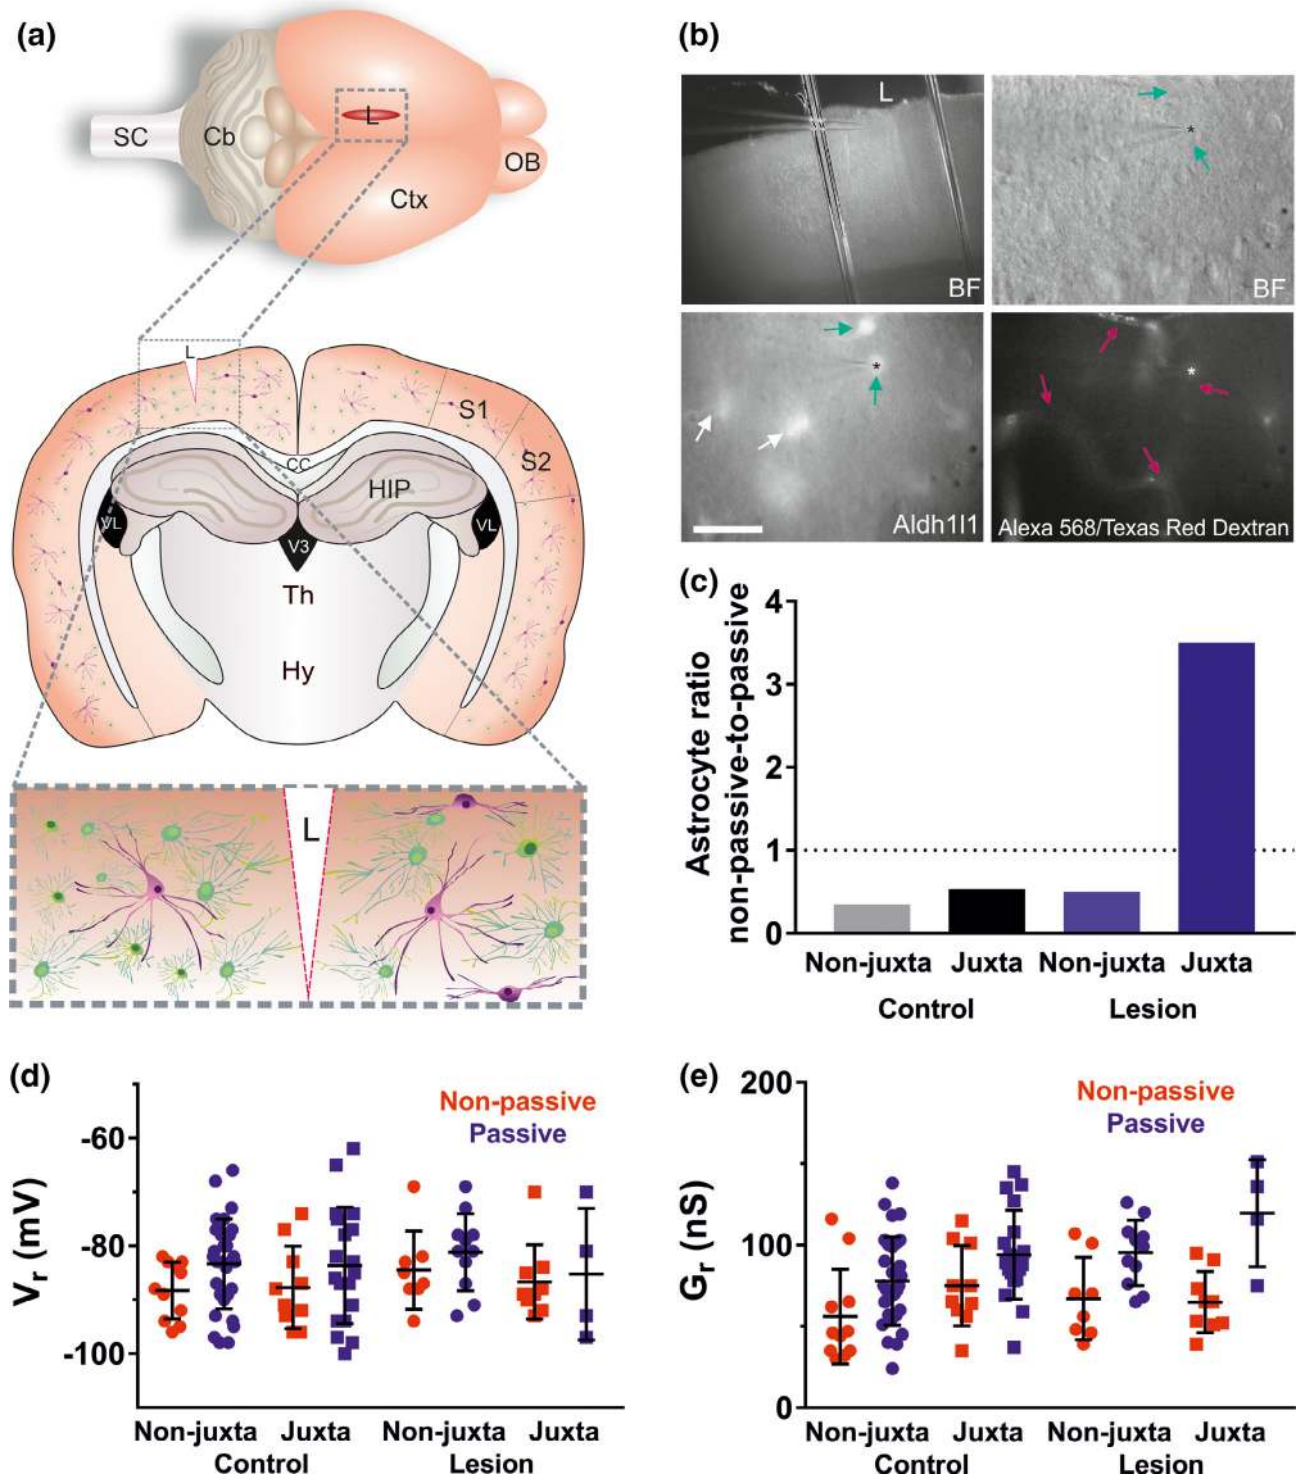 (a)
SC
Cb
L
OB
Ctx
L
S1
S2
CC
HIP
VL
VL
V3
Th
Hy
L
(b)
L
BF
BF
*
*
Aldh1l1
*
Alexa 568/Texas Red Dextran
(c)
Astrocyte ratio
non-passive-to-passive
4
3
2
1
0
Non-juxta Juxta Non-juxta Juxta
Control Lesion
(d)
Non-passive
Passive
Vr (mV)
-60
-80
-100
Non-juxta Juxta Non-juxta Juxta
Control Lesion
(e)
Non-passive
Passive
Gr (nS)
200
100
0
Non-juxta Juxta Non-juxta Juxta
Control Lesion